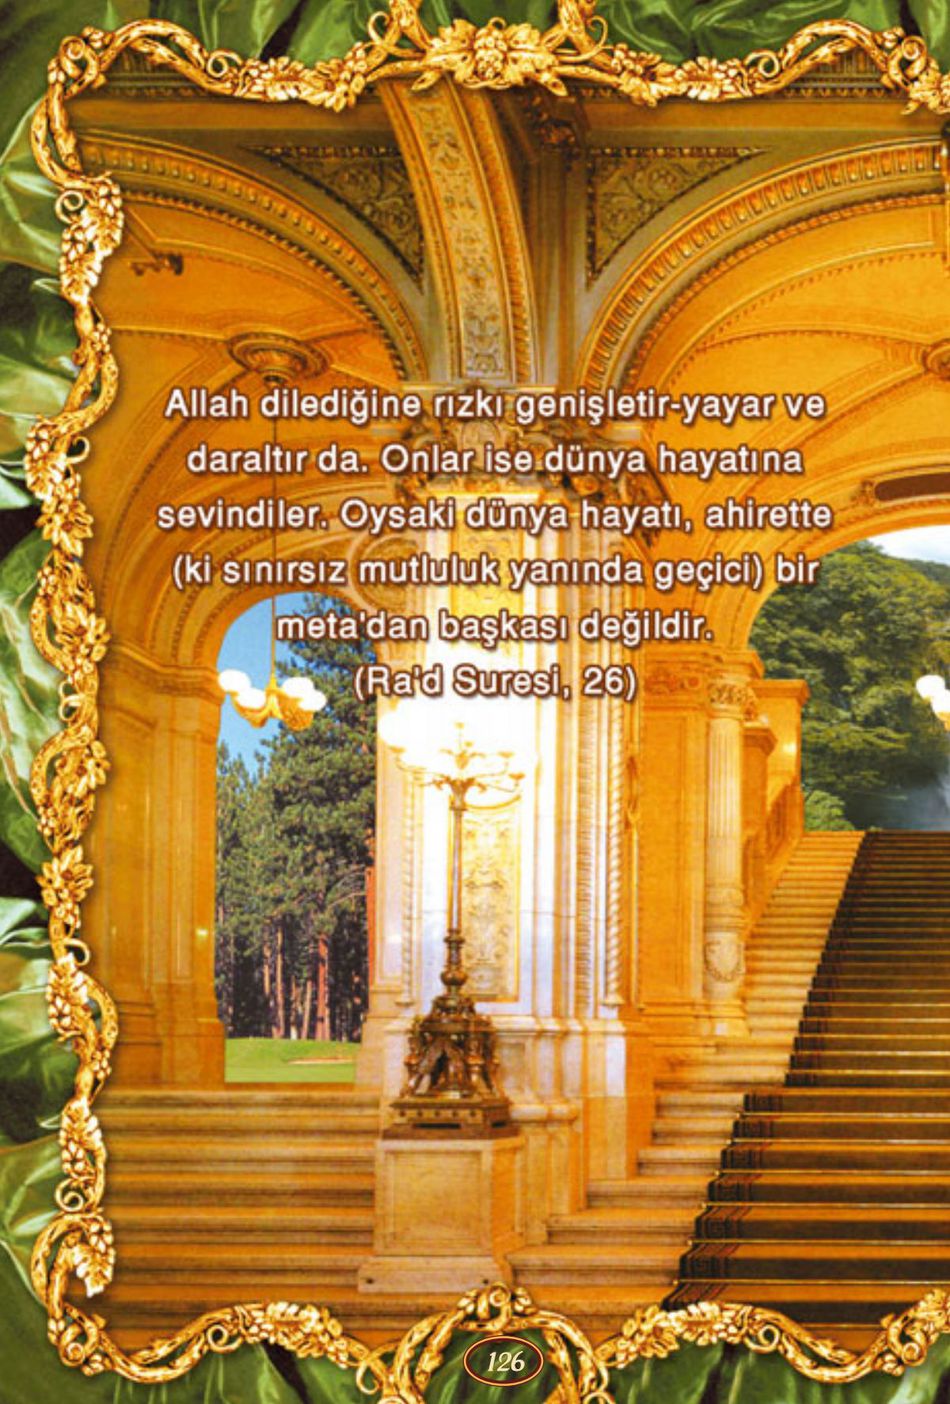 Allah dilediğine rızkı genişletir-yayar ve
daraltır da. Onlar ise dünya hayatına
sevindiler. Oysaki dünya hayatı, ahirette
(ki sınırsız mutluluk yanında geçici) bir
meta'dan başkası değildir.
(Ra'd Suresi, 26)
126